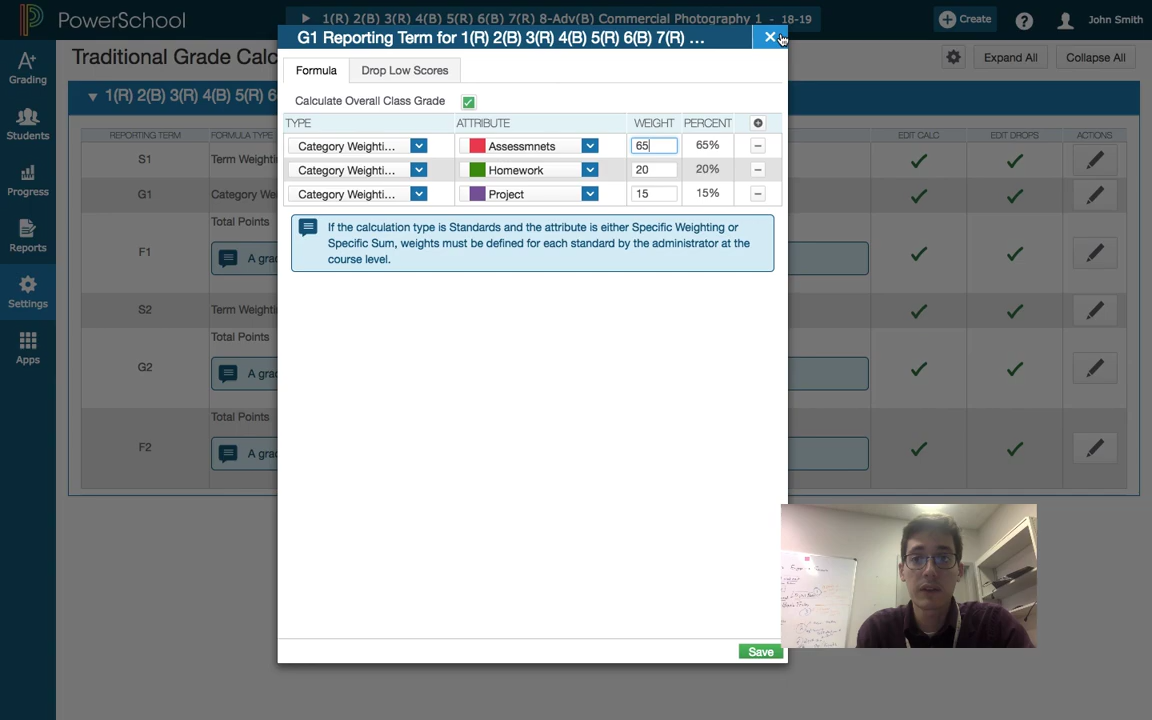 PowerSchool
1(R) 2(B) 3(R) 4(B) 5(R) 6(B) 7(R) 8-Adv(B) Commercial Photography 1 - 18-19
Create
John Smith
Grading
Students
Progress
Reports
Settings
Apps
Traditional Grade Calc
Expand All
Collapse All
1(R) 2(B) 3(R) 4(B) 5(R) 6
REPORTING TERM
FORMULA TYPE
EDIT CALC
EDIT DROPS
ACTIONS
S1
Term Weighti
G1
Category We
Total Points
F1
A gra
S2
Term Weighti
Total Points
G2
A grad
Total Points
F2
A grad
G1 Reporting Term for 1(R) 2(B) 3(R) 4(B) 5(R) 6(B) 7(R) ...
Formula
Drop Low Scores
Calculate Overall Class Grade
TYPE ATTRIBUTE WEIGHT PERCENT
Category Weighti... Assessmnets 65 65%
Category Weighti... Homework 20 20%
Category Weighti... Project 15 15%
If the calculation type is Standards and the attribute is either Specific Weighting or
Specific Sum, weights must be defined for each standard by the administrator at the
course level.
Save